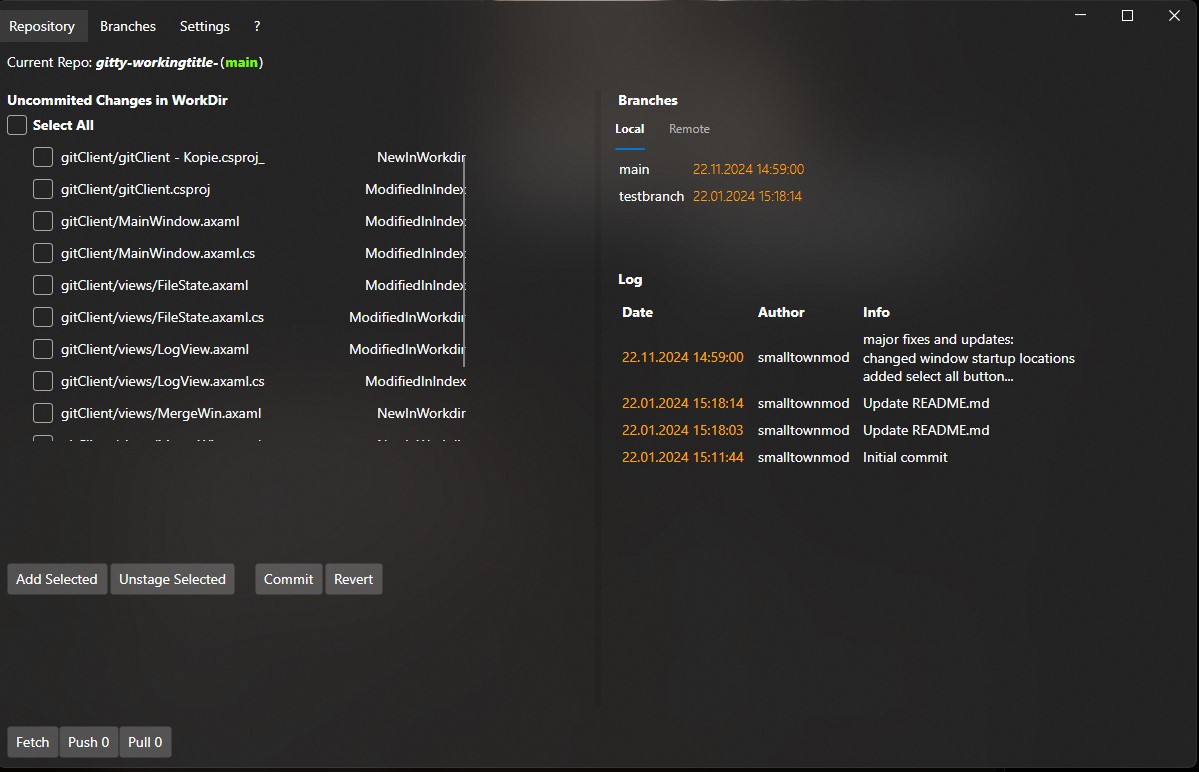 Repository Branches Settings ?
Current Repo: gitty-workingtitle-(main)
Uncommited Changes in WorkDir
Select All
gitClient/gitClient - Kopie.csproj_ NewInWorkdir
gitClient/gitClient.csproj ModifiedInIndex
gitClient/MainWindow.axaml ModifiedInIndex
gitClient/MainWindow.axaml.cs ModifiedInIndex
gitClient/views/FileState.axaml ModifiedInIndex
gitClient/views/FileState.axaml.cs ModifiedInWorkdir
gitClient/views/LogView.axaml ModifiedInWorkdir
gitClient/views/LogView.axaml.cs ModifiedInIndex
gitClient/views/MergeWin.axaml NewInWorkdir
Add Selected Unstage Selected Commit Revert
Fetch Push 0 Pull 0
Branches
Local Remote
main 22.11.2024 14:59:00
testbranch 22.01.2024 15:18:14
Log
Date Author Info
22.11.2024 14:59:00 smalltownmod major fixes and updates:
changed window startup locations
added select all button...
22.01.2024 15:18:14 smalltownmod Update README.md
22.01.2024 15:18:03 smalltownmod Update README.md
22.01.2024 15:11:44 smalltownmod Initial commit